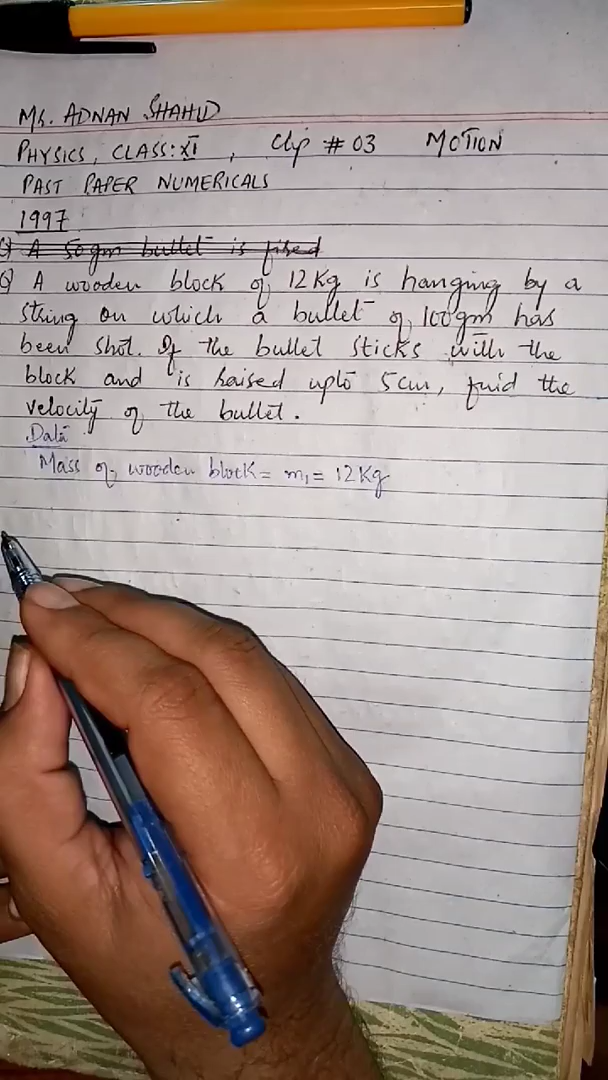 Ms. ADNAN SHAHID
PHYSICS, CLASS: XI, Clip # 03 MOTION
PAST PAPER NUMERICALS
1997
Q) A 50gm bullet is fired
Q) A wooden block of 12 Kg is hanging by a
string on which a bullet of 100gm has
been shot. If the bullet sticks with the
block and is raised upto 5cm, find the
velocity of the bullet.
Data
Mass of wooden block = m₁ = 12 Kg